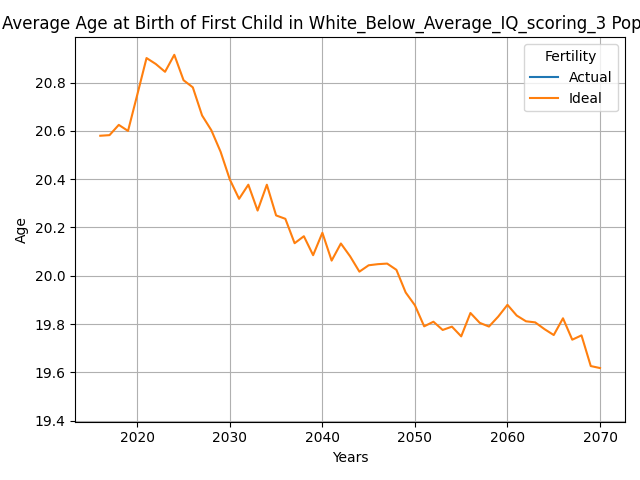 Average Age at Birth of First Child in White_Below_Average_IQ_scoring_3 Pop
Fertility
Actual
Ideal
20.8
20.6
20.4
20.2
20.0
19.8
19.6
19.4
Age
2020 2030 2040 2050 2060 2070
Years